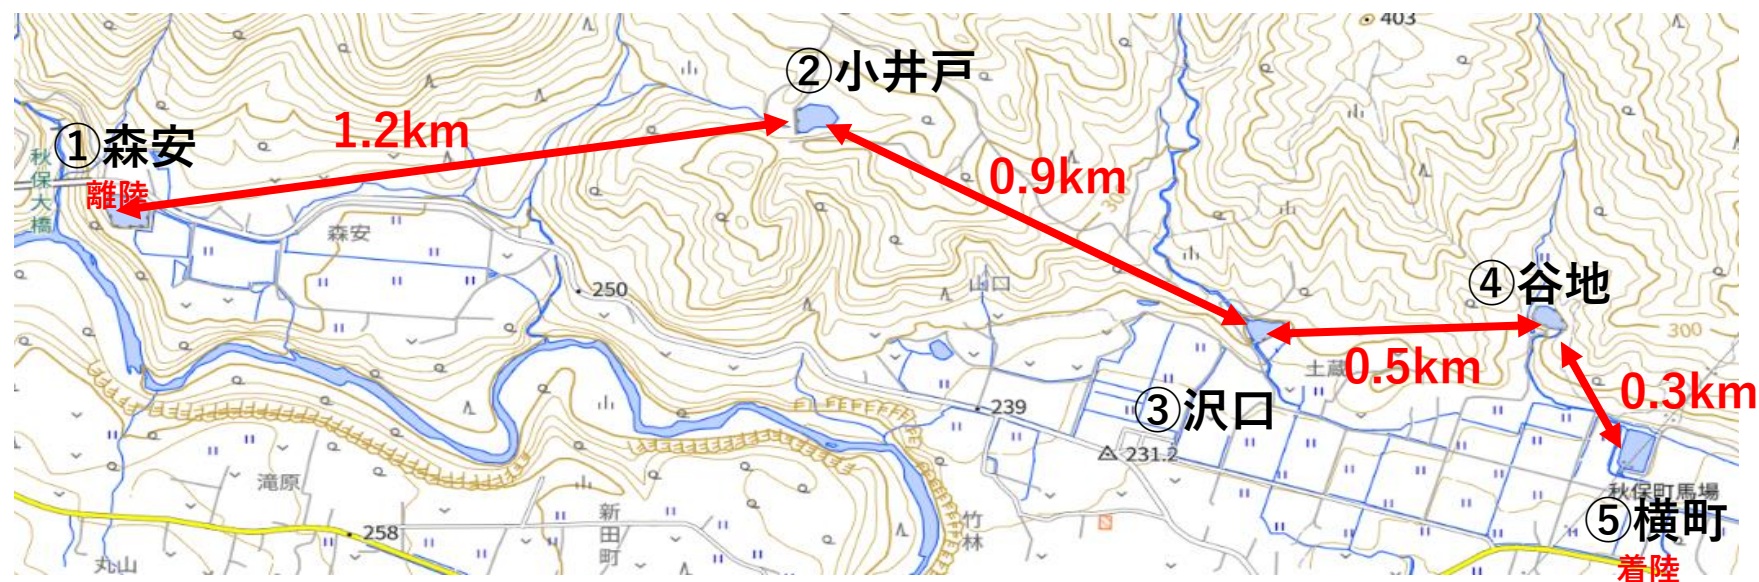 403
②小井戸
1.2km
①森安
秋保大橋
離陸
0.9km
森安
300
250
山口
④谷地
300
土蔵
0.5km
0.3km
③沢口
239
231.2
滝原
秋保町馬場
新田町
竹林
⑤横町
258
丸山
着陸